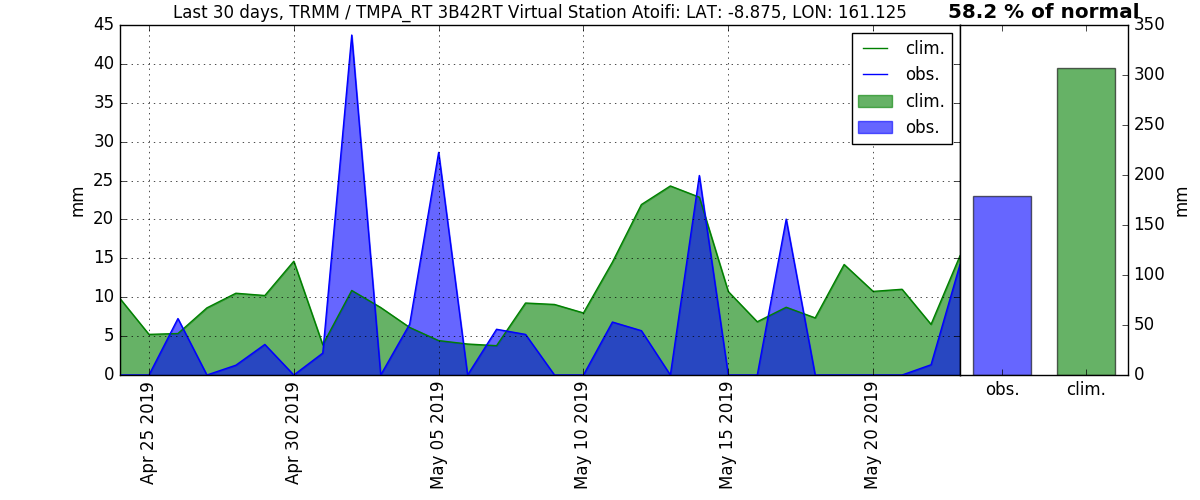 Last 30 days, TRMM / TMPA_RT 3B42RT Virtual Station Atoifi: LAT: -8.875, LON: 161.125
58.2 % of normal
mm
45
40
35
30
25
20
15
10
5
0
clim.
obs.
clim.
obs.
Apr 25 2019
Apr 30 2019
May 05 2019
May 10 2019
May 15 2019
May 20 2019
350
300
250
200
150
100
50
0
mm
obs.
clim.